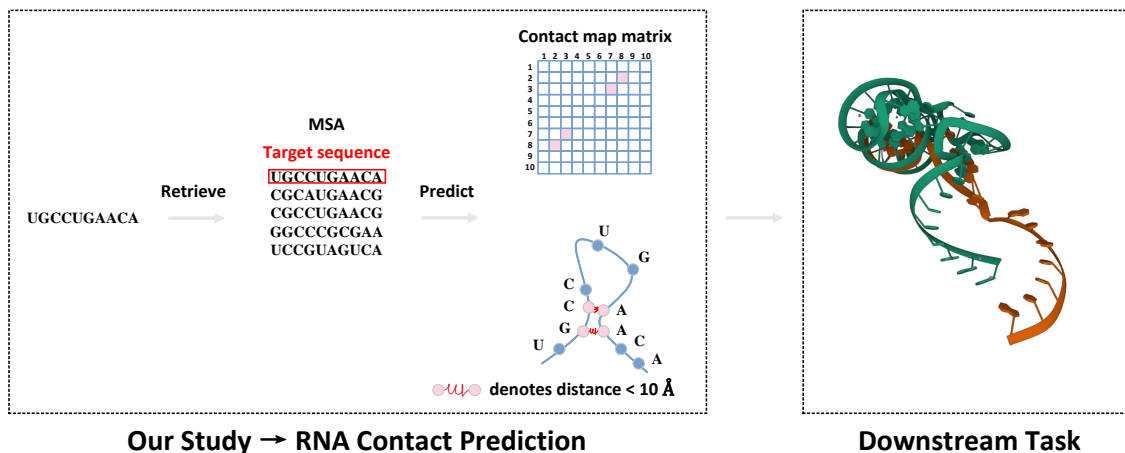 Contact map matrix
1 2 3 4 5 6 7 8 9 10
1
2
3
4
5
6
7
8
9
10
MSA
Target sequence
UGCCUGAACA
CGCAUGAACG
CGCCUGAACG
GGCCCGCGAA
UCCGUAGUCA
Retrieve
Predict
UGCCUGAACA
U
G
C
C
A
G
A
U
C
A
denotes distance < 10 Å
Our Study → RNA Contact Prediction
Downstream Task